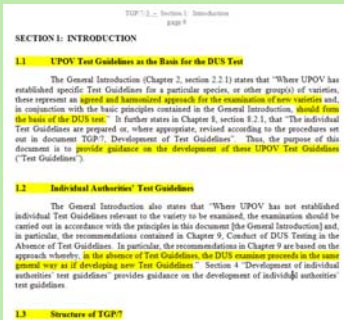 TGP/7/3 – Section 1: Introduction
page 9
SECTION 1: INTRODUCTION
1.1 UPOV Test Guidelines as the Basis for the DUS Test
The General Introduction (Chapter 2, section 2.2.1) states that "Where UPOV has
established specific Test Guidelines for a particular species, or other group(s) of varieties,
these represent an agreed and harmonized approach for the examination of new varieties and,
in conjunction with the basic principles contained in the General Introduction, should form
the basis of the DUS test." It further states in Chapter 8, section 8.2.1, that "The individual
Test Guidelines are prepared or, where appropriate, revised according to the procedures set
out in document TGP/7, Development of Test Guidelines". Thus, the purpose of this
document is to provide guidance on the development of these UPOV Test Guidelines
("Test Guidelines").
1.2 Individual Authorities' Test Guidelines
The General Introduction also states that "Where UPOV has not established
individual Test Guidelines relevant to the variety to be examined, the examination should be
carried out in accordance with the principles in this document [the General Introduction] and,
in particular, the recommendations contained in Chapter 9, Conduct of DUS Testing in the
Absence of Test Guidelines. In particular, the recommendations in Chapter 9 are based on the
approach whereby, in the absence of Test Guidelines, the DUS examiner proceeds in the same
general way as if developing new Test Guidelines." Section 4 "Development of individual
authorities' test guidelines" provides guidance on the development of individual authorities'
test guidelines.
1.3 Structure of TGP/7